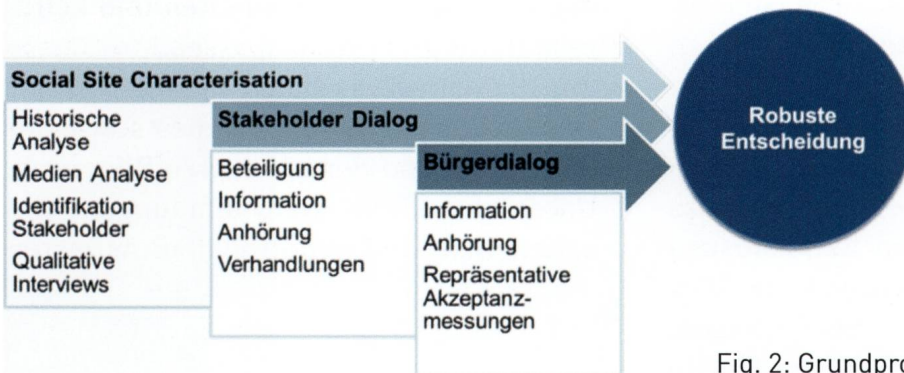 Social Site Characterisation
Historische
Analyse
Medien Analyse
Identifikation
Stakeholder
Qualitative
Interviews
Stakeholder Dialog
Beteiligung
Information
Anhörung
Verhandlungen
Bürgerdialog
Information
Anhörung
Repräsentative
Akzeptanz-
messungen
Robuste
Entscheidung
Fig. 2: Grundpro